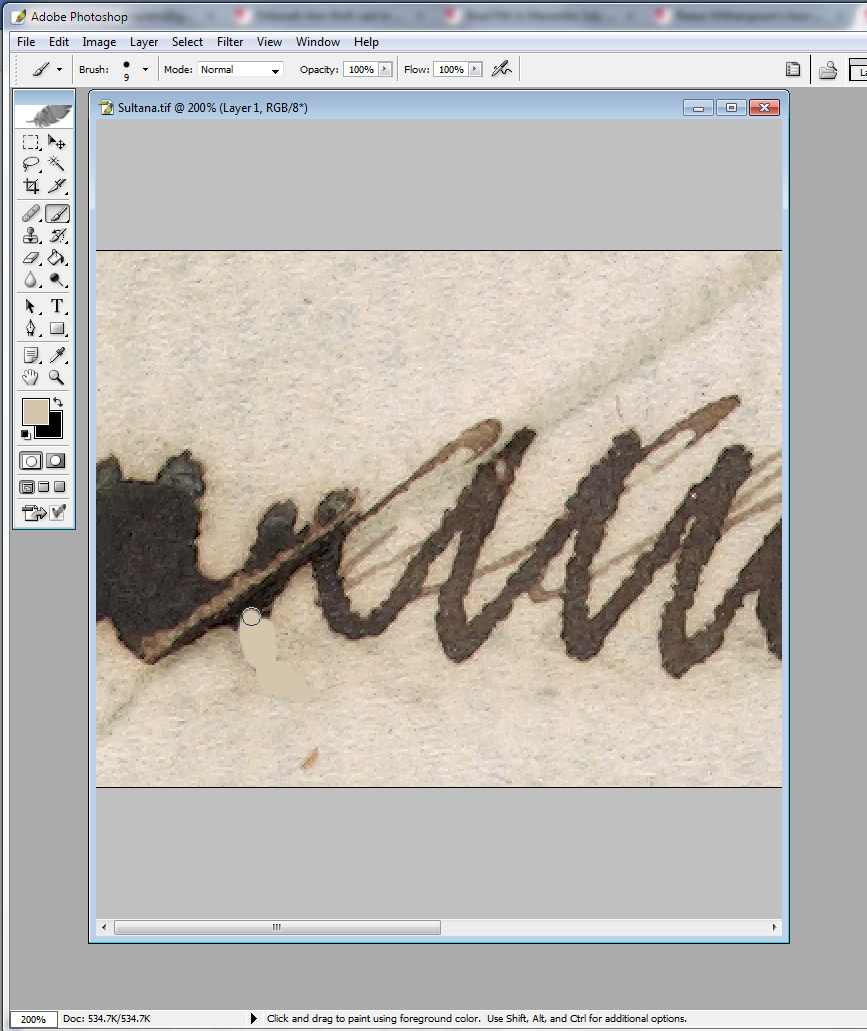 Adobe Photoshop
File Edit Image Layer Select Filter View Window Help
Brush: 9 Mode: Normal Opacity: 100% Flow: 100%
Sultana.tif @ 200% (Layer 1, RGB/8*)
200% Doc: 534.7K/534.7K Click and drag to paint using foreground color. Use Shift, Alt, and Ctrl for additional options.